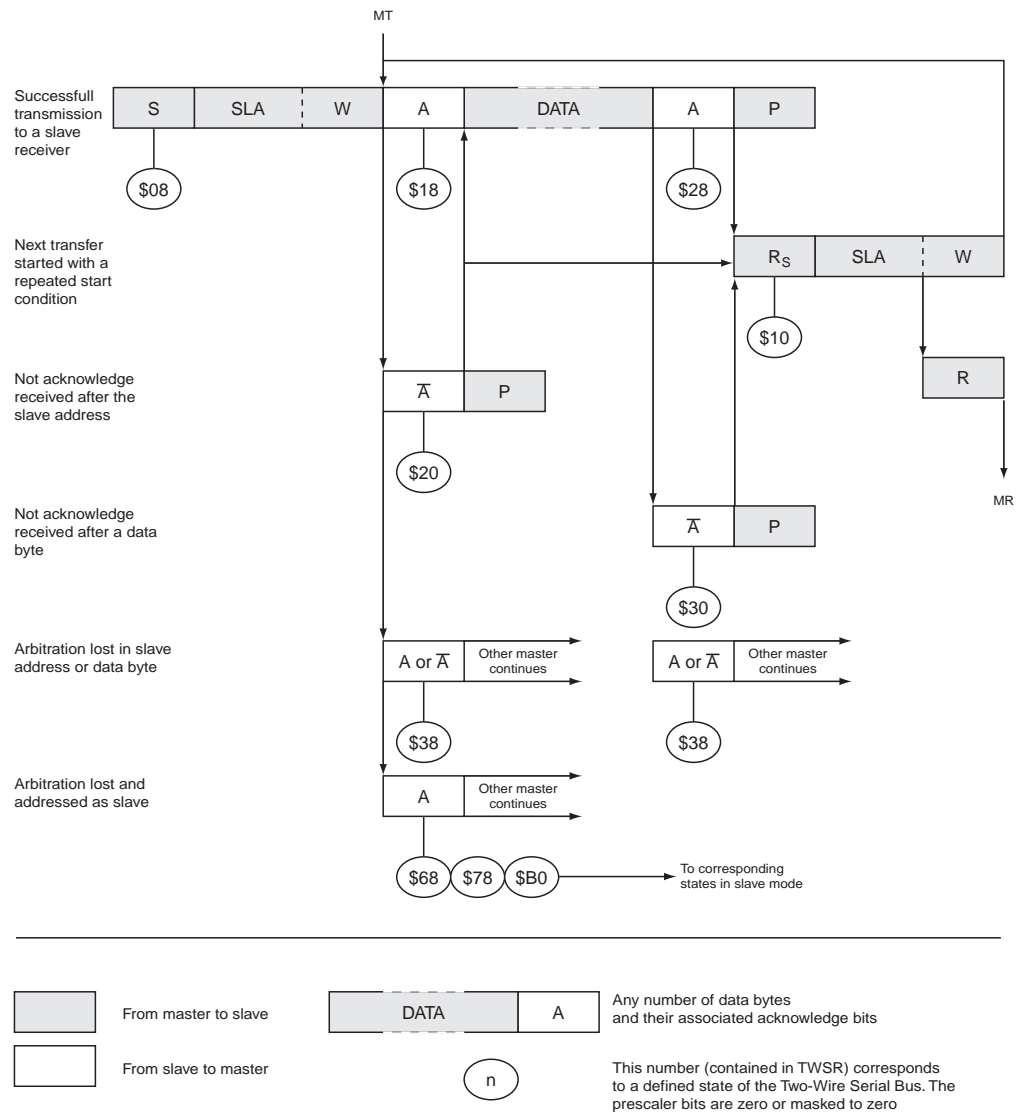 MT
Successfull
transmission
to a slave
receiver
S SLA W A DATA A P
$08 $18 $28
Next transfer
started with a
repeated start
condition
RS SLA W
$10
Not acknowledge
received after the
slave address
A̅ P
R
$20
MR
Not acknowledge
received after a data
byte
A̅ P
$30
Arbitration lost in slave
address or data byte
A or A̅ Other master
continues
A or A̅ Other master
continues
$38 $38
Arbitration lost and
addressed as slave
A Other master
continues
$68 $78 $B0 To corresponding
states in slave mode
From master to slave
DATA A Any number of data bytes
and their associated acknowledge bits
From slave to master
n This number (contained in TWSR) corresponds
to a defined state of the Two-Wire Serial Bus. The
prescaler bits are zero or masked to zero